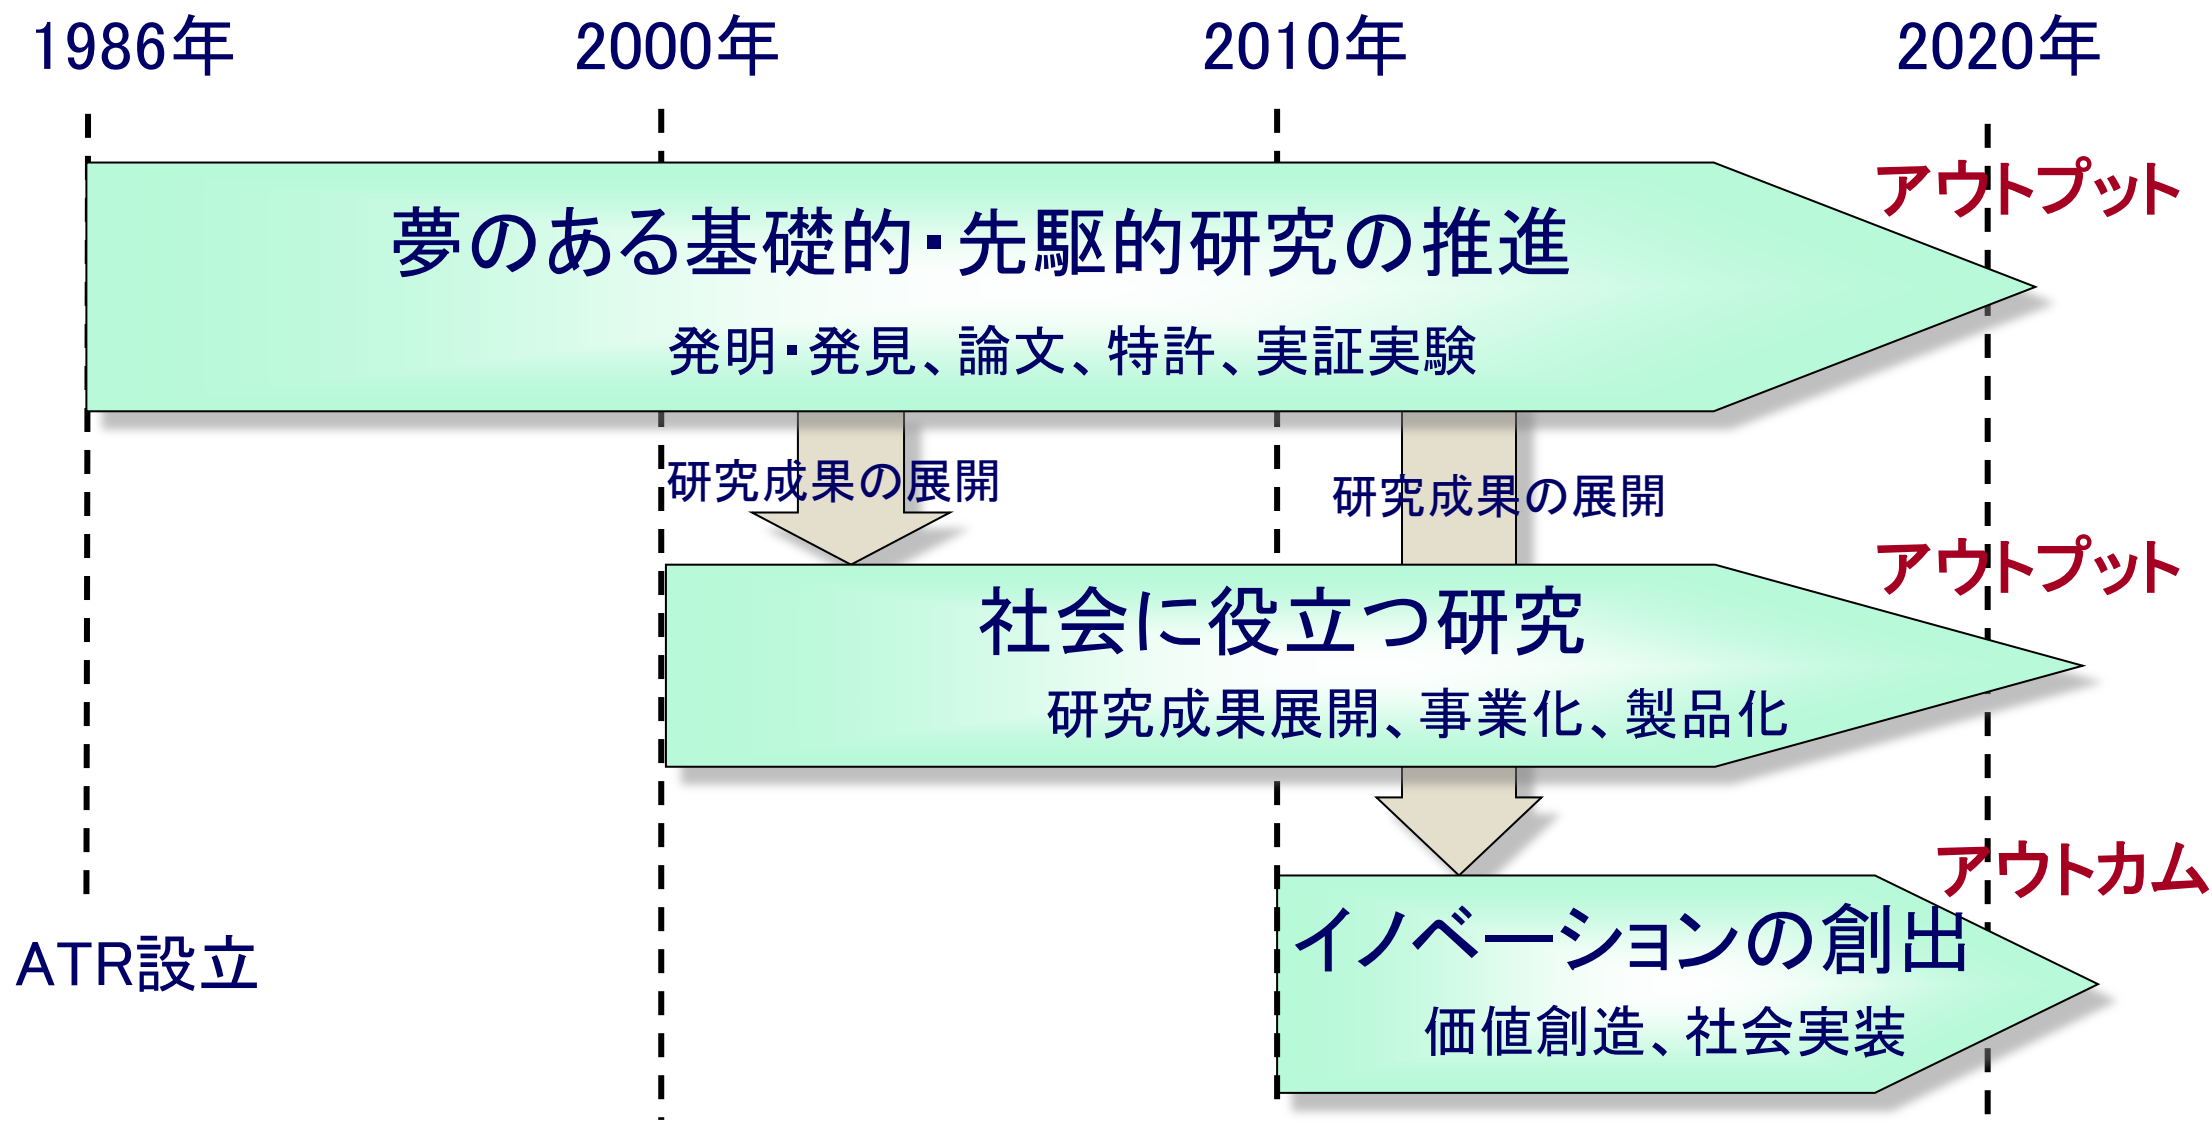 1986年
2000年
2010年
2020年
アウトプット
夢のある基礎的・先駆的研究の推進
発明・発見、論文、特許、実証実験
研究成果の展開
研究成果の展開
アウトプット
社会に役立つ研究
研究成果展開、事業化、製品化
アウトカム
イノベーションの創出
ATR設立
価値創造、社会実装